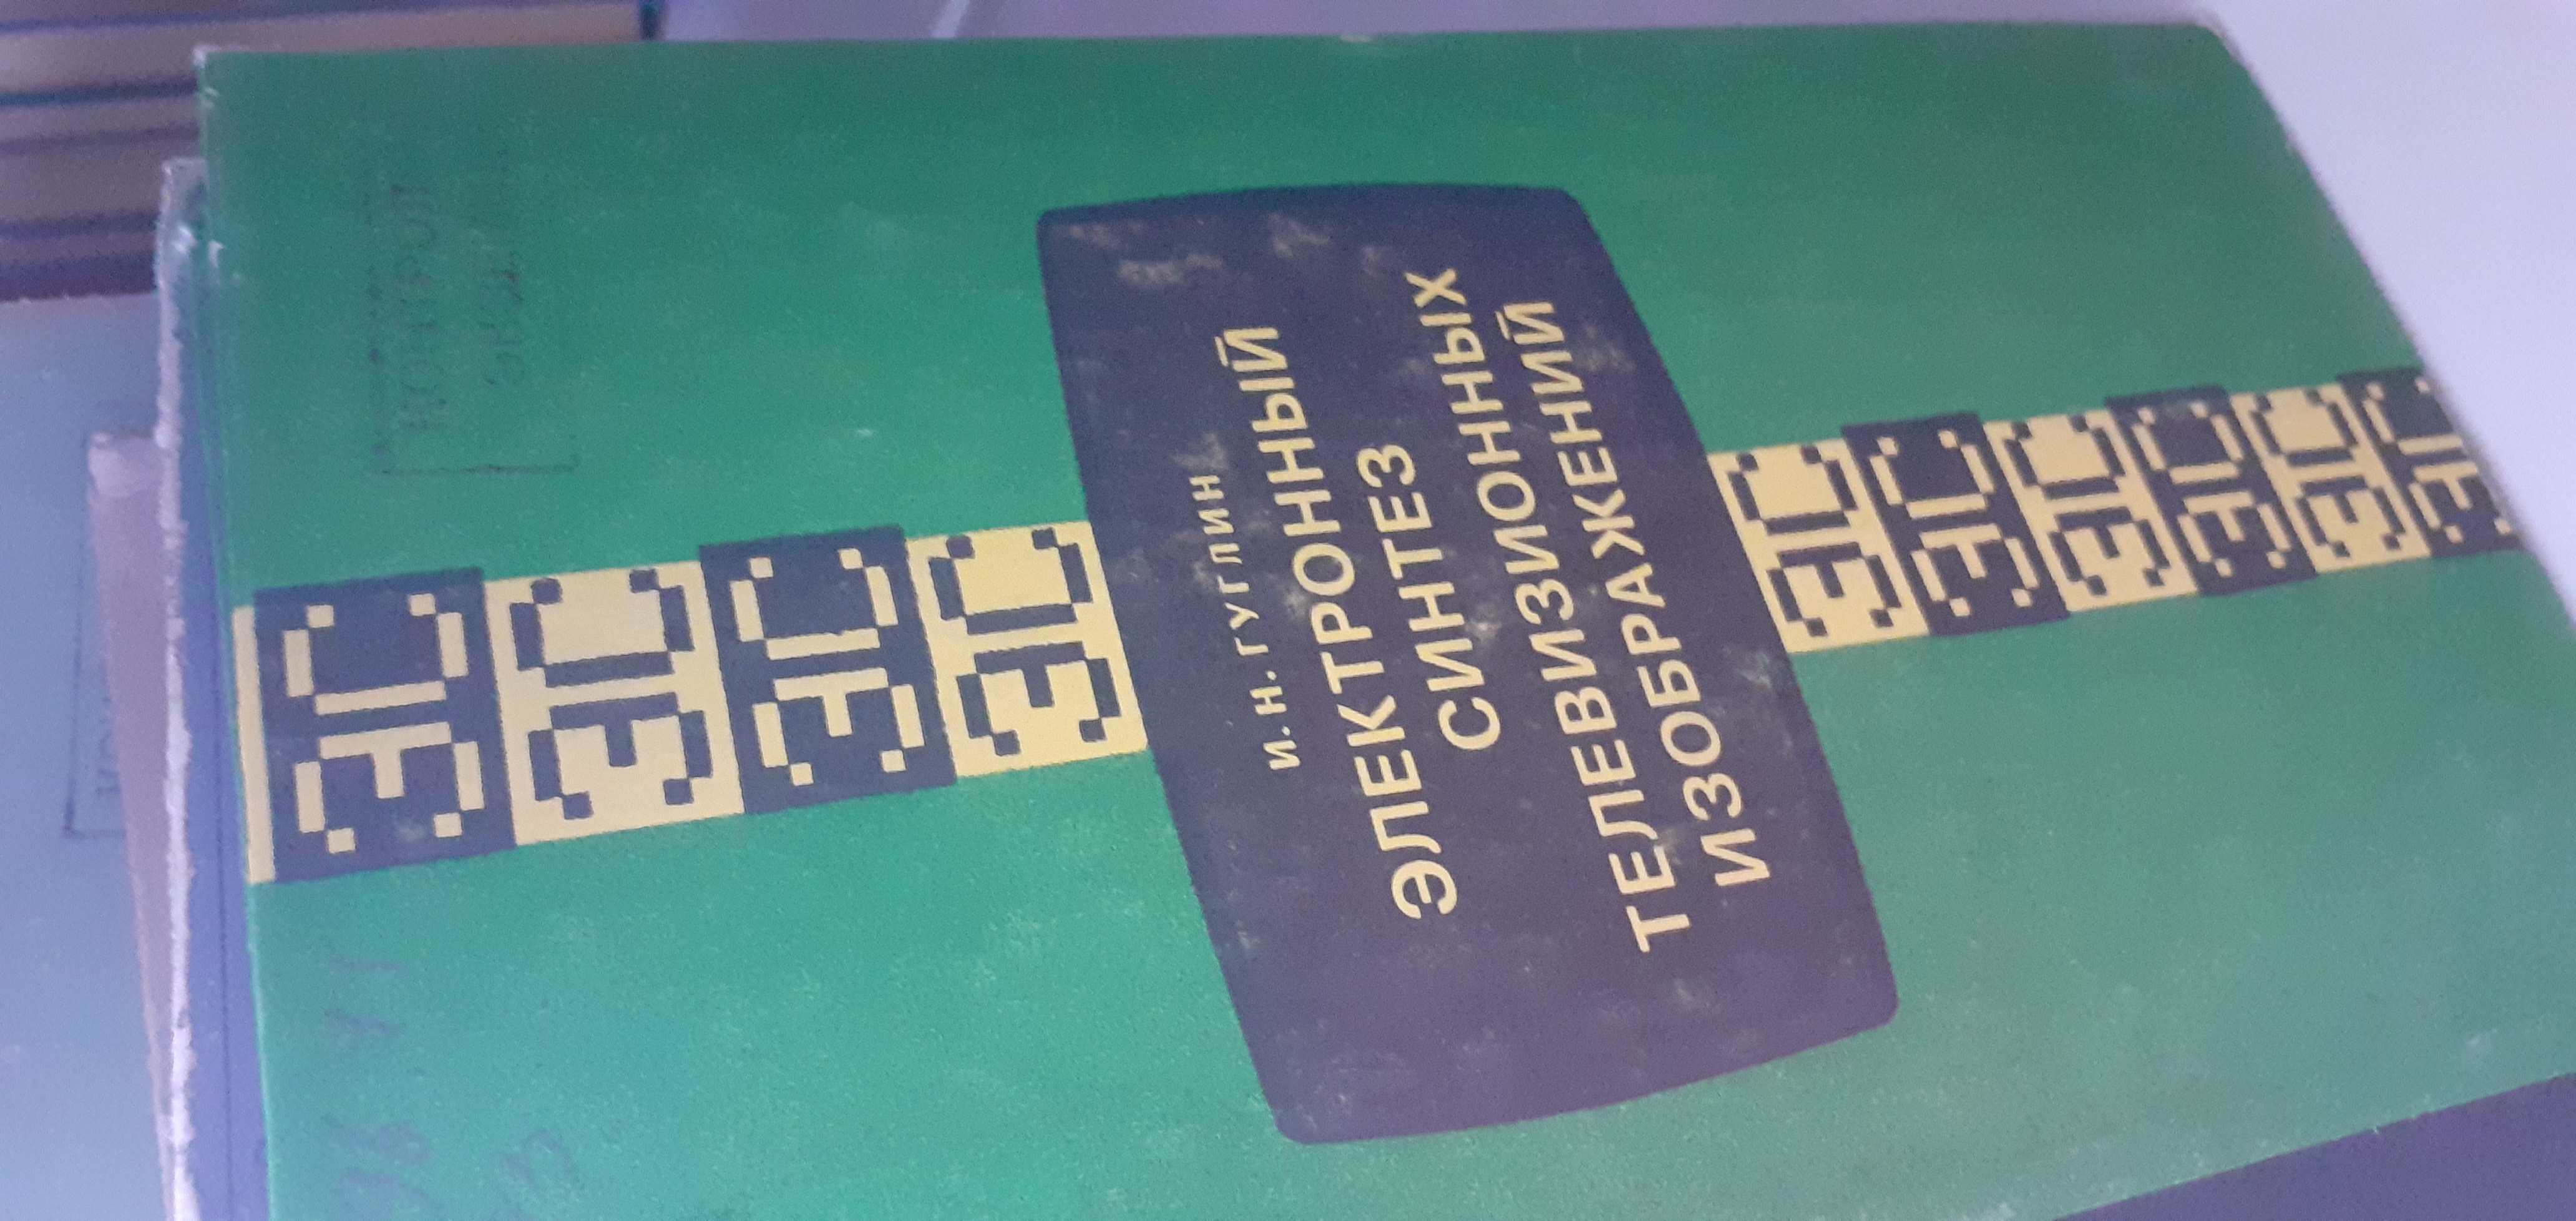 И.Н.ГУГЛИН
ЭЛЕКТРОННЫЙ
СИНТЕЗ
ТЕЛЕВИЗИОННЫХ
ИЗОБРАЖЕНИЙ